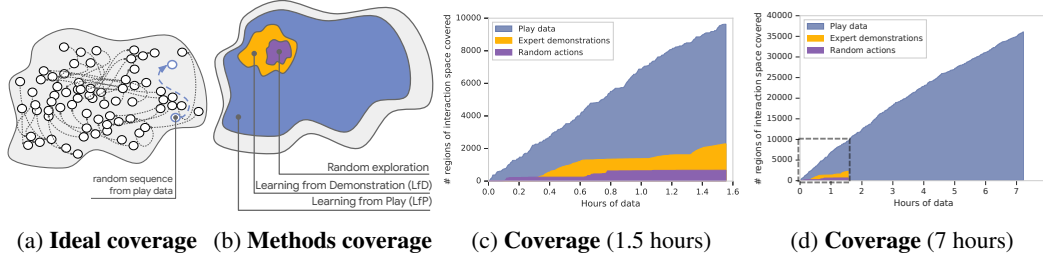 random sequence
from play data
(a) Ideal coverage
Random exploration
Learning from Demonstration (LfD)
Learning from Play (LfP)
(b) Methods coverage
# regions of interaction space covered
10000
8000
6000
4000
2000
0
Play data
Expert demonstrations
Random actions
0.0 0.2 0.4 0.6 0.8 1.0 1.2 1.4 1.6
Hours of data
(c) Coverage (1.5 hours)
# regions of interaction space covered
40000
35000
30000
25000
20000
15000
10000
5000
0
Play data
Expert demonstrations
Random actions
0 1 2 3 4 5 6 7
Hours of data
(d) Coverage (7 hours)